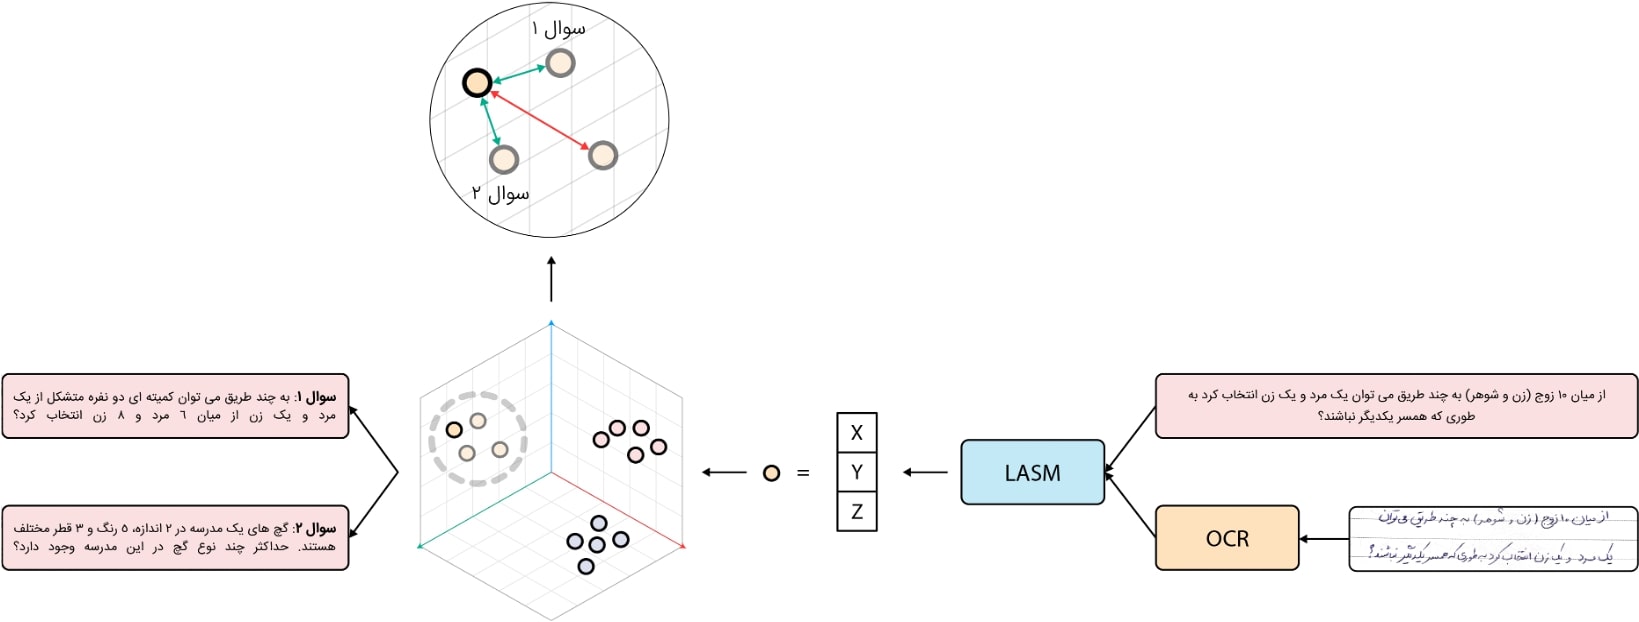 سوال ۱
سوال ۲
از میان ۱۰ زوج (زن و شوهر) به چند طریق می توان یک مرد و یک زن انتخاب کرد به
طوری که همسر یکدیگر نباشند؟
OCR
از میان ۱۰ زوج (زن و شوهر) به چند طریق می توان
یک مرد و یک زن انتخاب کرد به طوری که همسر یکدیگر نباشند؟
LASM
X
Y
Z
=
سوال ۱: به چند طریق می توان کمیته ای دو نفره متشکل از یک
مرد و یک زن از میان ٦ مرد و ۸ زن انتخاب کرد؟
سوال ۲: گچ های یک مدرسه در ۲ اندازه، ٥ رنگ و ۳ قطر مختلف
هستند. حداکثر چند نوع گچ در این مدرسه وجود دارد؟